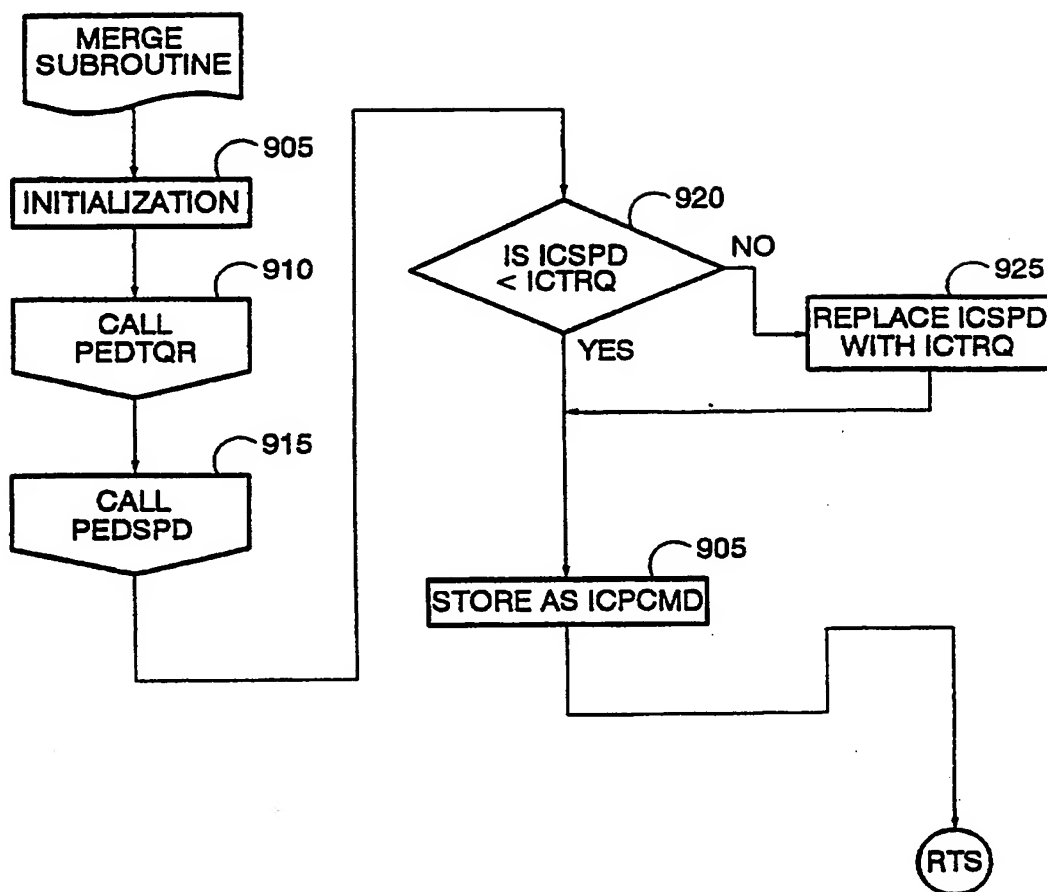 MERGE
SUBROUTINE
905
INITIALIZATION
910
CALL
PEDTQR
915
CALL
PEDSPD
920
IS ICSPD
< ICTRQ
NO
YES
925
REPLACE ICSPD
WITH ICTRQ
905
STORE AS ICPCMD
RTS